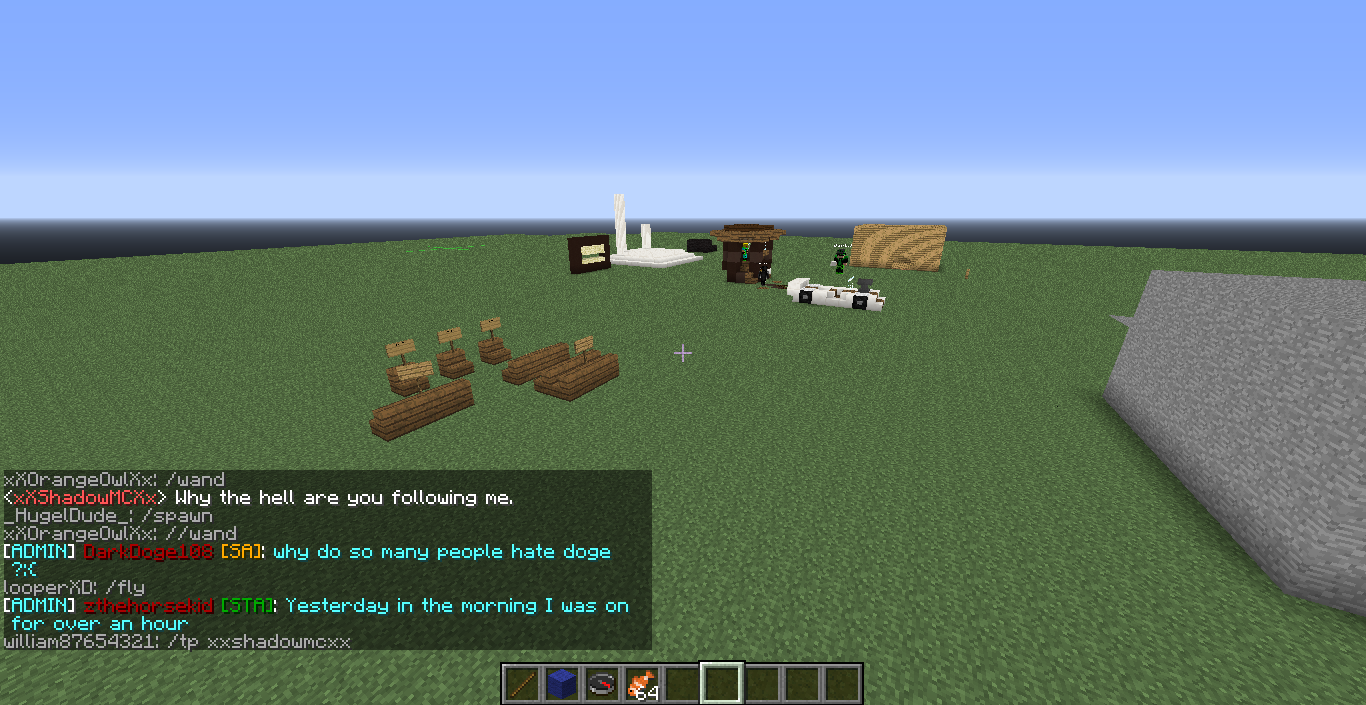 xXOrangeOwlXx: /wand
<xXShadowMCXx> Why the hell are you following me.
_HugelDude_: /spawn
xXOrangeOwlXx: //wand
[ADMIN] DarkDoge108 [SA]: why do so many people hate doge
?;{
looperXD: /fly
[ADMIN] zthehorsekid [STA]: Yesterday in the morning I was on
for over an hour
william87654321: /tp xxshadowmcxx
64